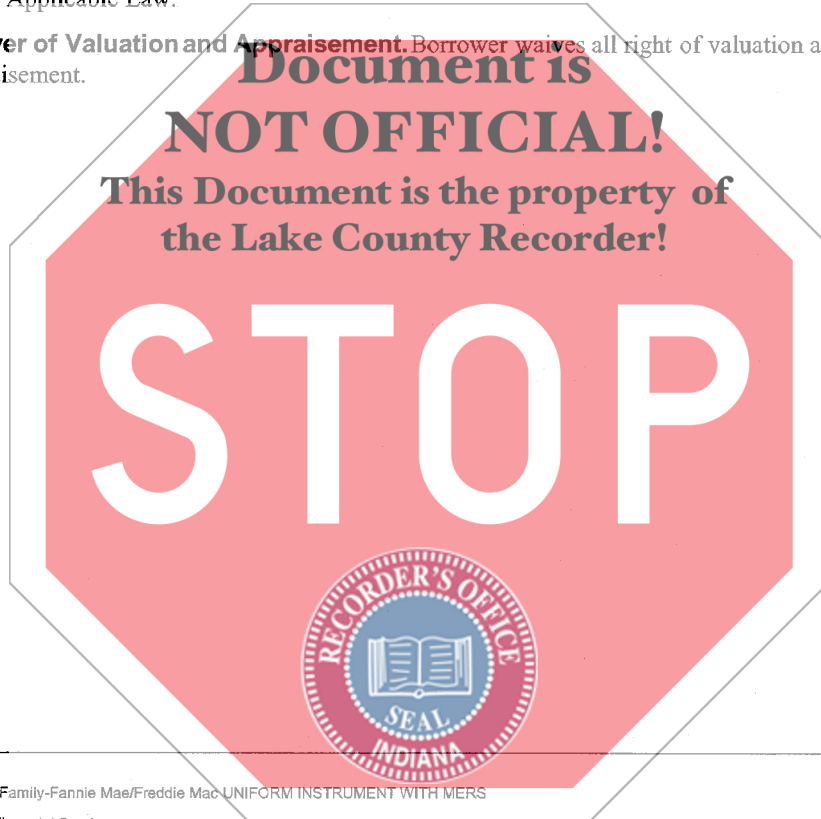 Applicable Law.
er of Valuation and Appraisement. Borrower waives all right of valuation a
isement.
Document is
NOT OFFICIAL!
This Document is the property of
the Lake County Recorder!
STOP
RECORDER'S OFFICE
SEAL
INDIANA
Family-Fannie Mae/Freddie Mac UNIFORM INSTRUMENT WITH MERS